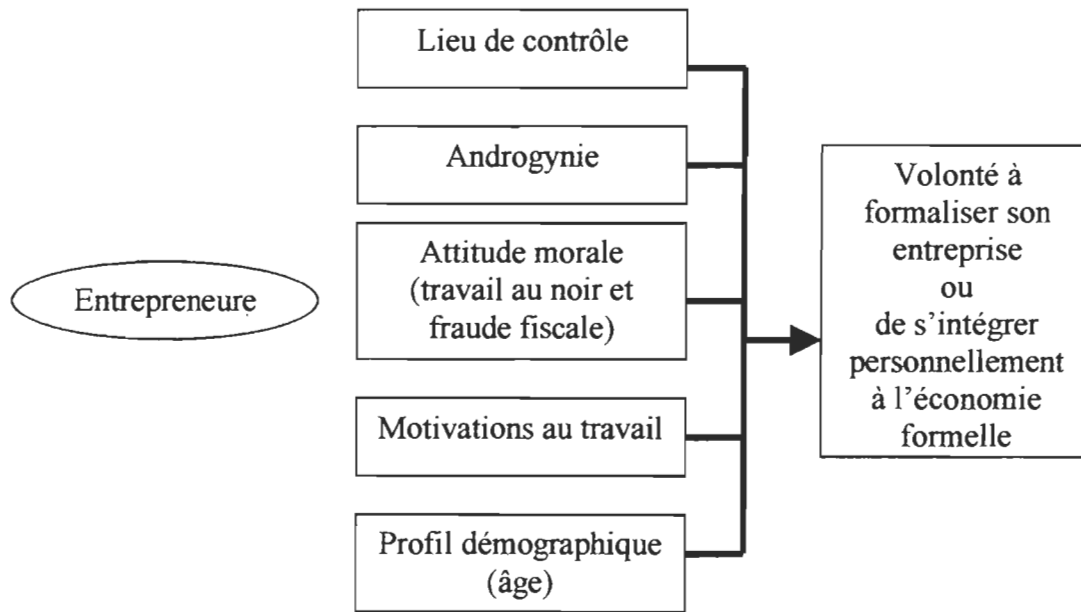 Lieu de contrôle
Androgynie
Attitude morale
(travail au noir et
fraude fiscale)
Entrepreneure
Motivations au travail
Profil démographique
(âge)
Volonté à
formaliser son
entreprise
ou
de s'intégrer
personnellement
à l'économie
formelle